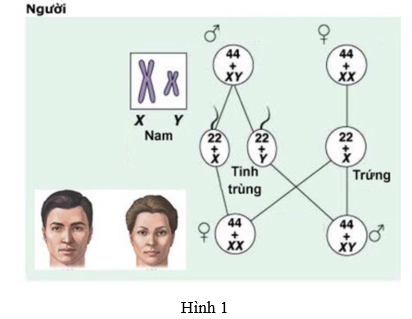 Người
♂
♀
44
+
XY
44
+
XX
X Y
Nam
22
+
X
22
+
Y
22
+
X
Tinh
trùng
Trứng
♀
44
+
XX
44
+
XY
♂
Hình 1